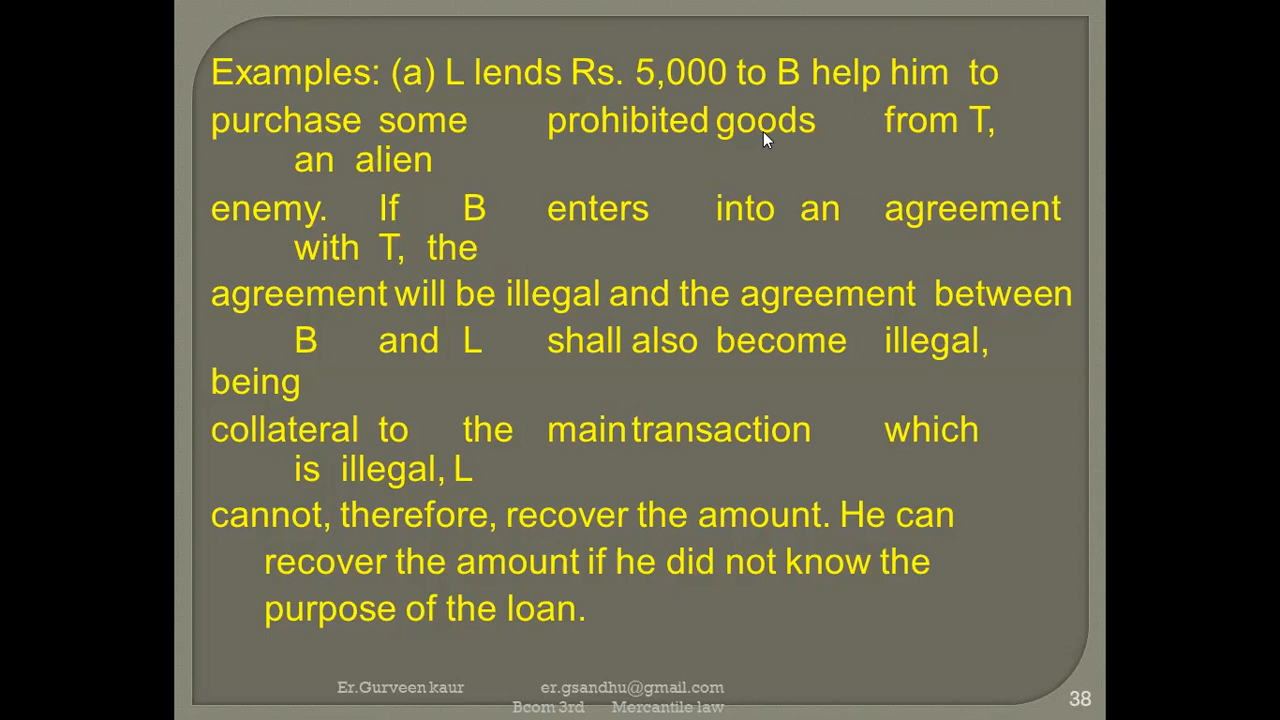 Examples: (a) L lends Rs. 5,000 to B help him to
purchase some prohibited goods from T,
an alien
enemy. If B enters into an agreement
with T, the
agreement will be illegal and the agreement between
B and L shall also become illegal,
being
collateral to the main transaction which
is illegal, L
cannot, therefore, recover the amount. He can
recover the amount if he did not know the
purpose of the loan.
Er.Gurveen kaur er.gsandhu@gmail.com
Bcom 3rd Mercantile law
38